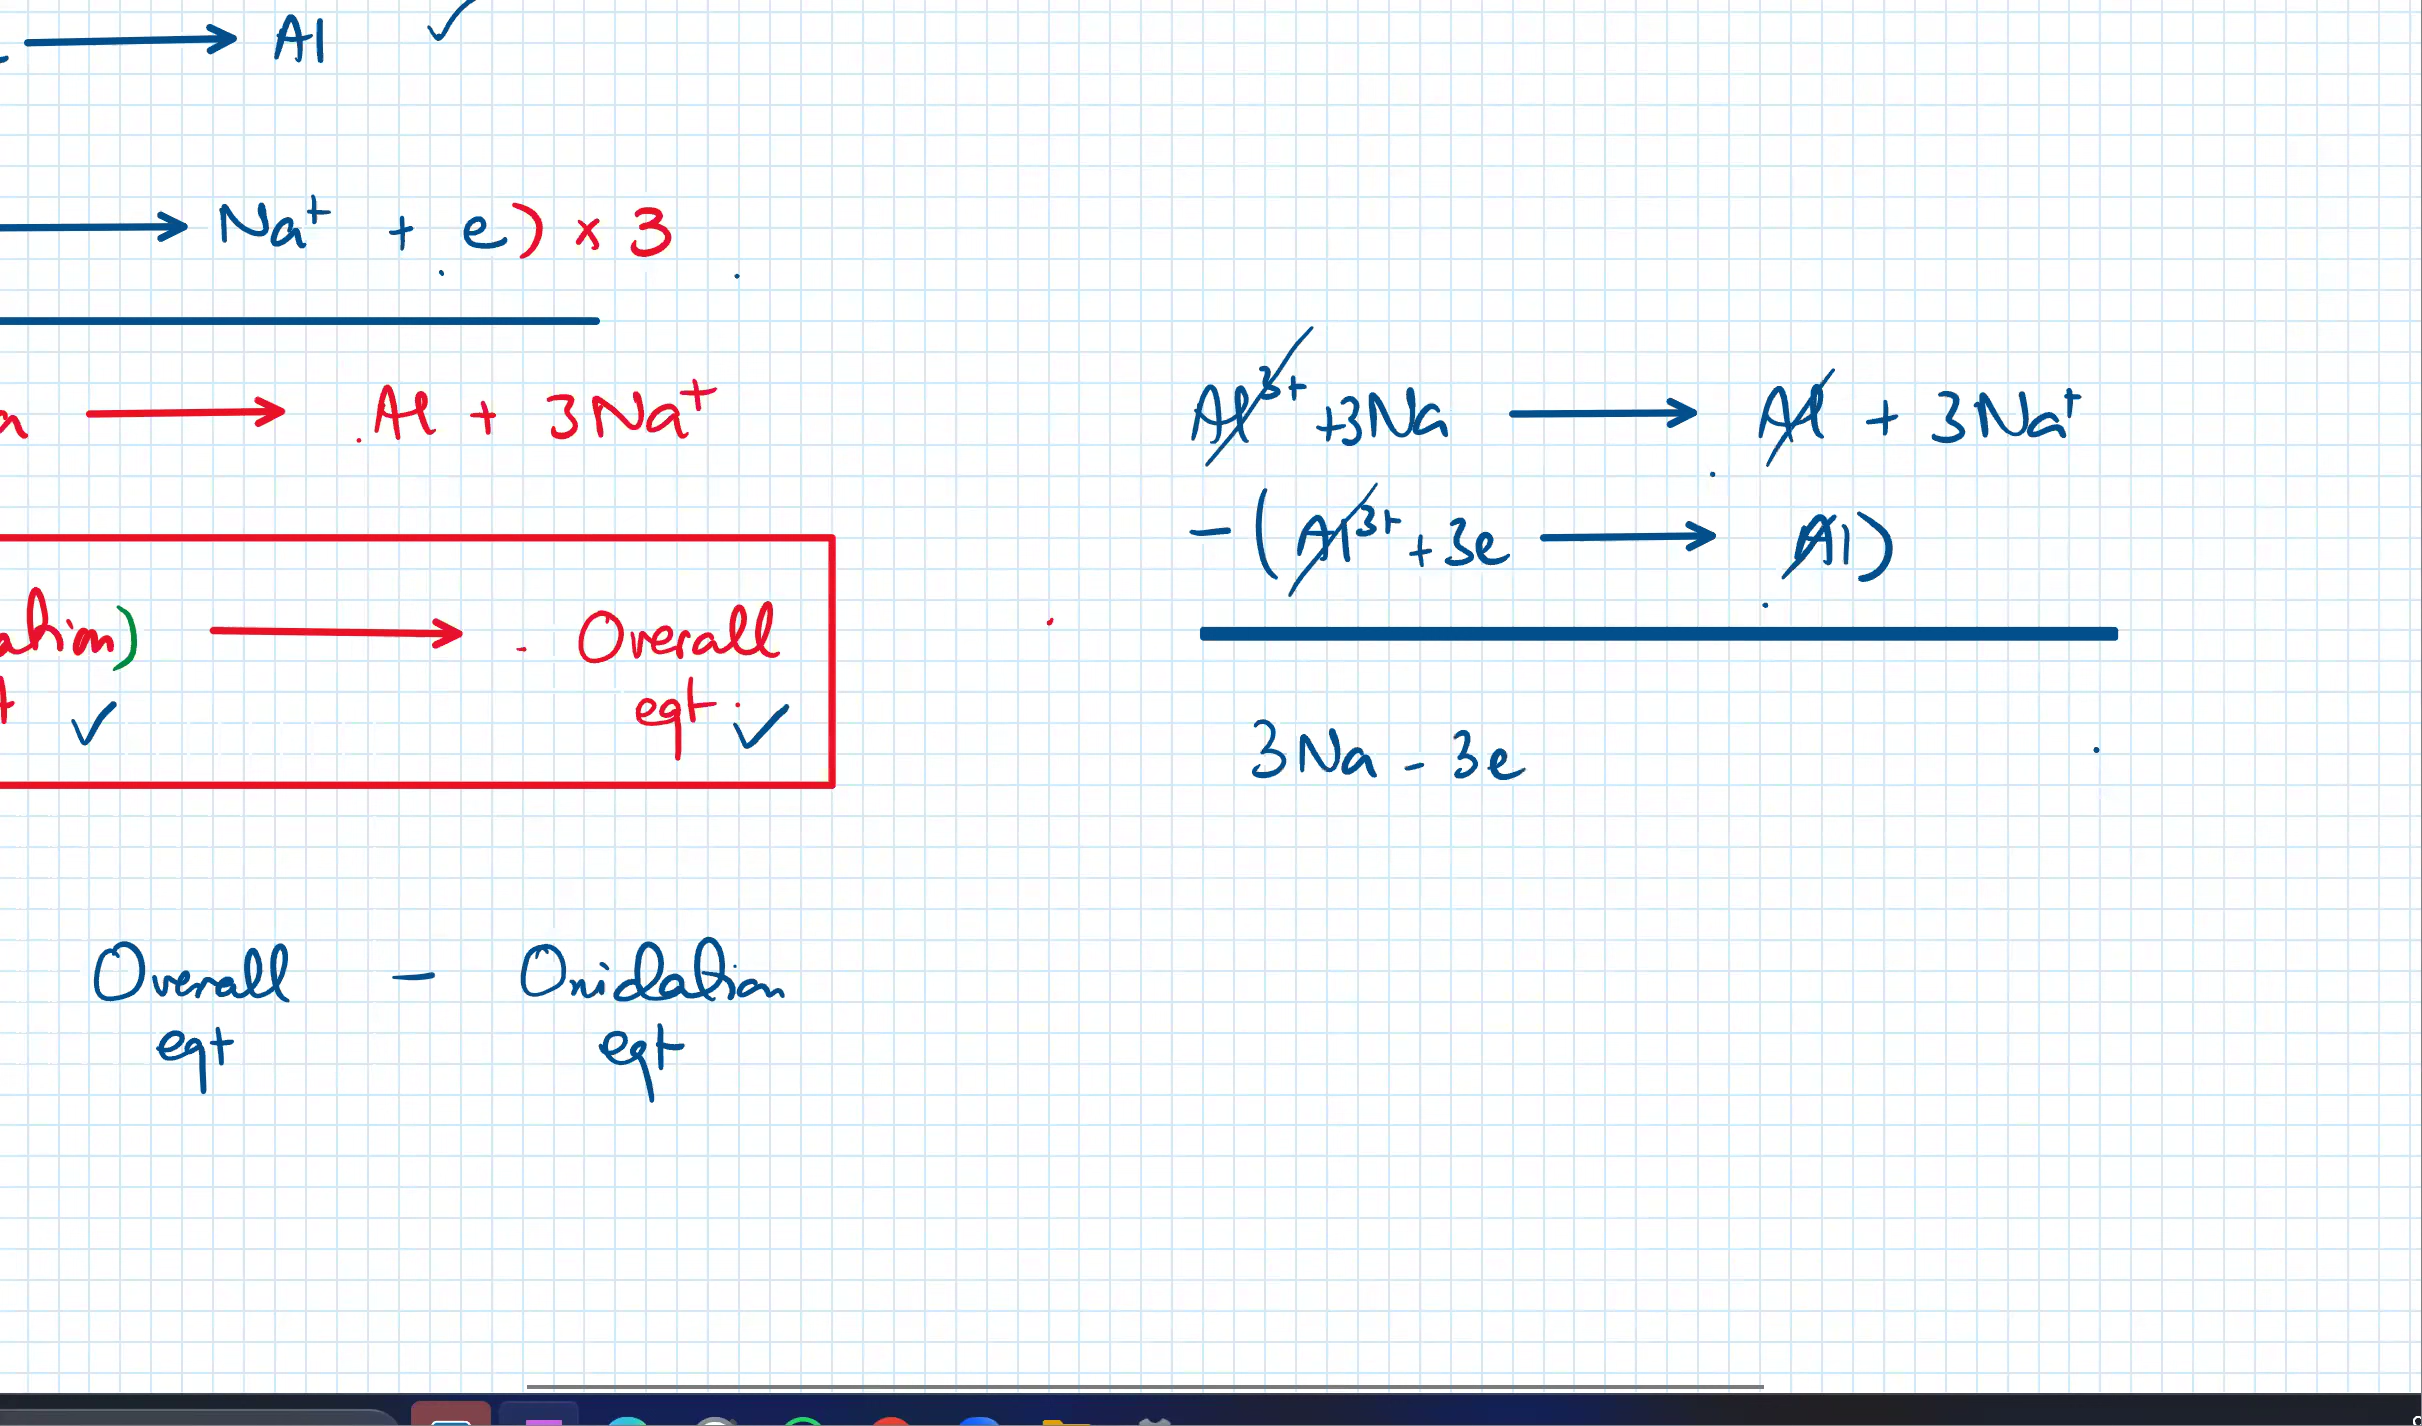 ⟶ Al ✓
⟶ Na⁺ + e) × 3
⟶ Al + 3Na⁺
⟶ Overall
eqt ✓
Overall − Oxidation
eqt eqt
Al³⁺ +3Na ⟶ Al + 3Na⁺
− (Al³⁺ +3e ⟶ Al)
3Na − 3e